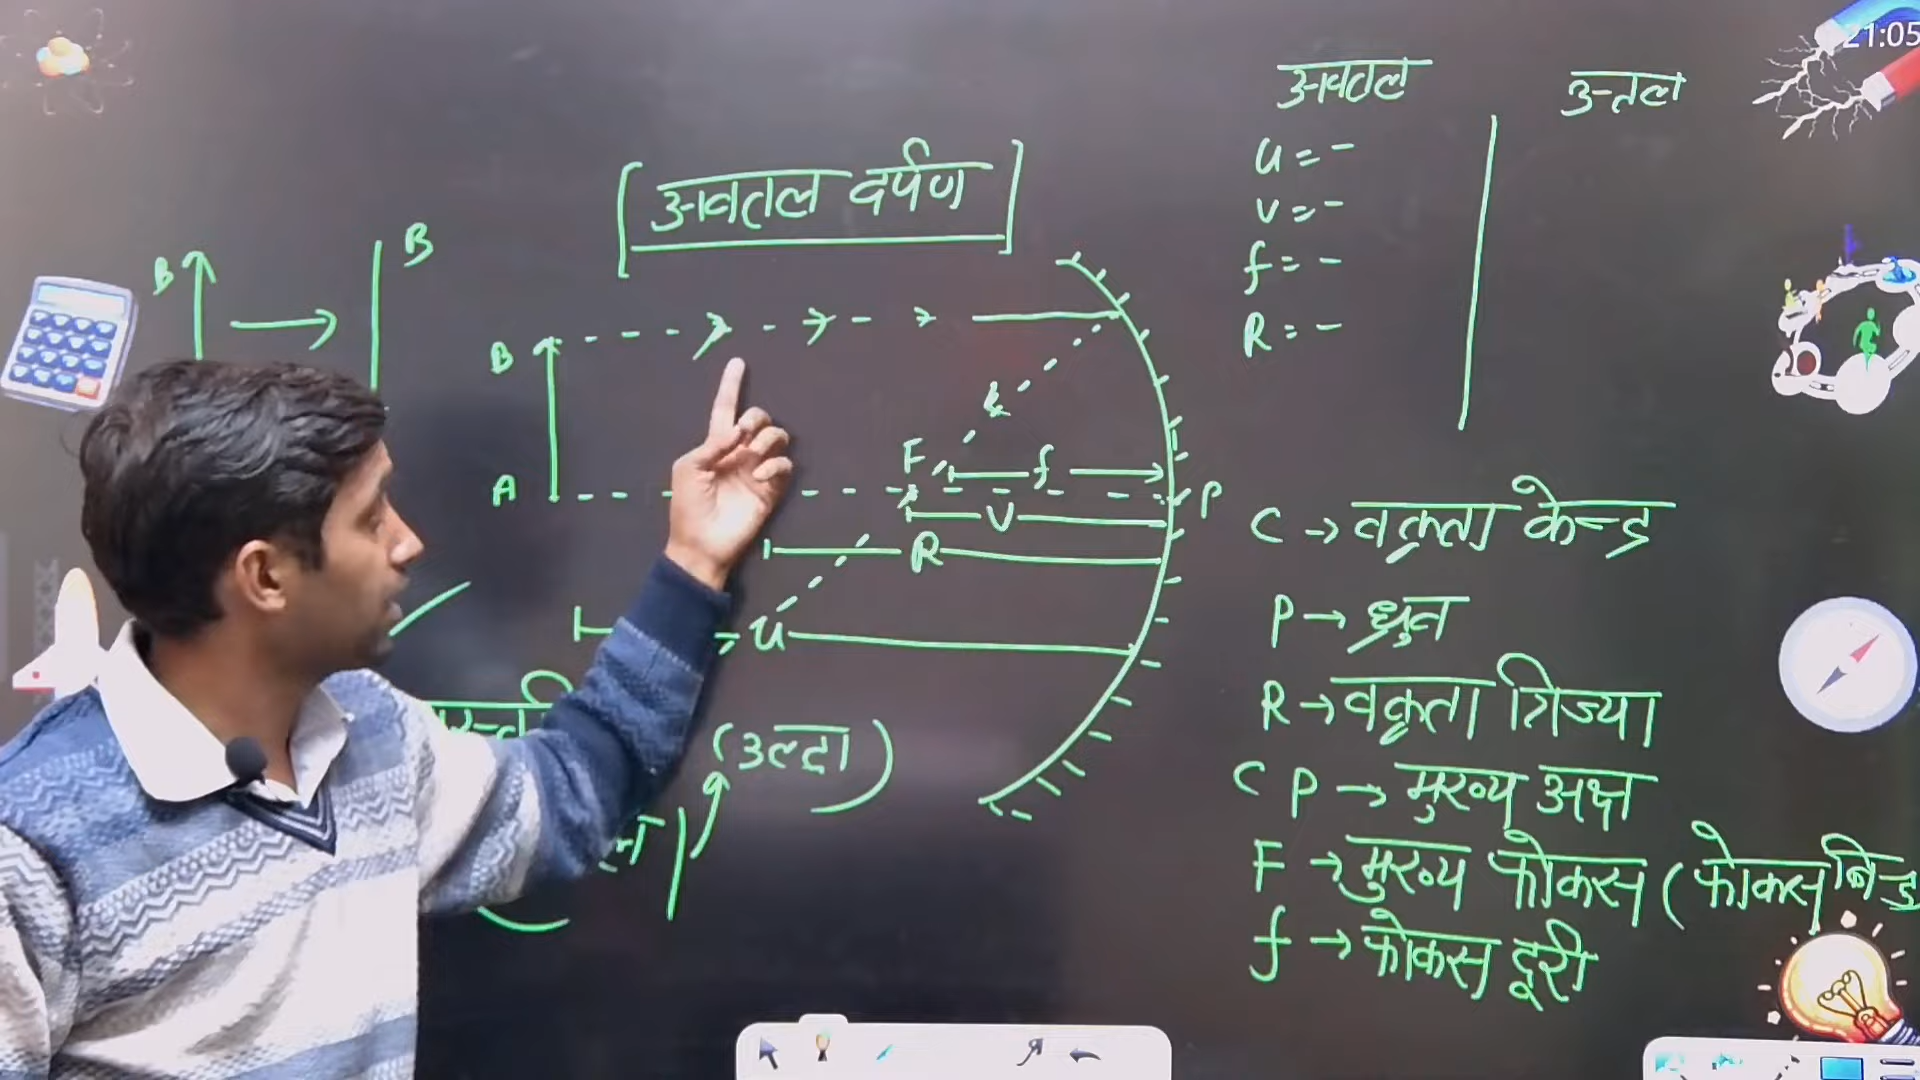 21:05
अवतल
उत्तल
u = -
v = -
f = -
R = -
[अवतल दर्पण]
B
B
B
A
F
f
P
v
R
u
(उल्टा)
C → वक्रता केन्द्र
P → ध्रुव
R → वक्रता त्रिज्या
C P → मुख्य अक्ष
F → मुख्य फोकस (फोकस
f → फोकस दूरी